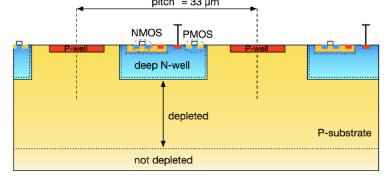 pitch = 33 μm
NMOS PMOS
P-well P-well
deep N-well
depleted
P-substrate
not depleted